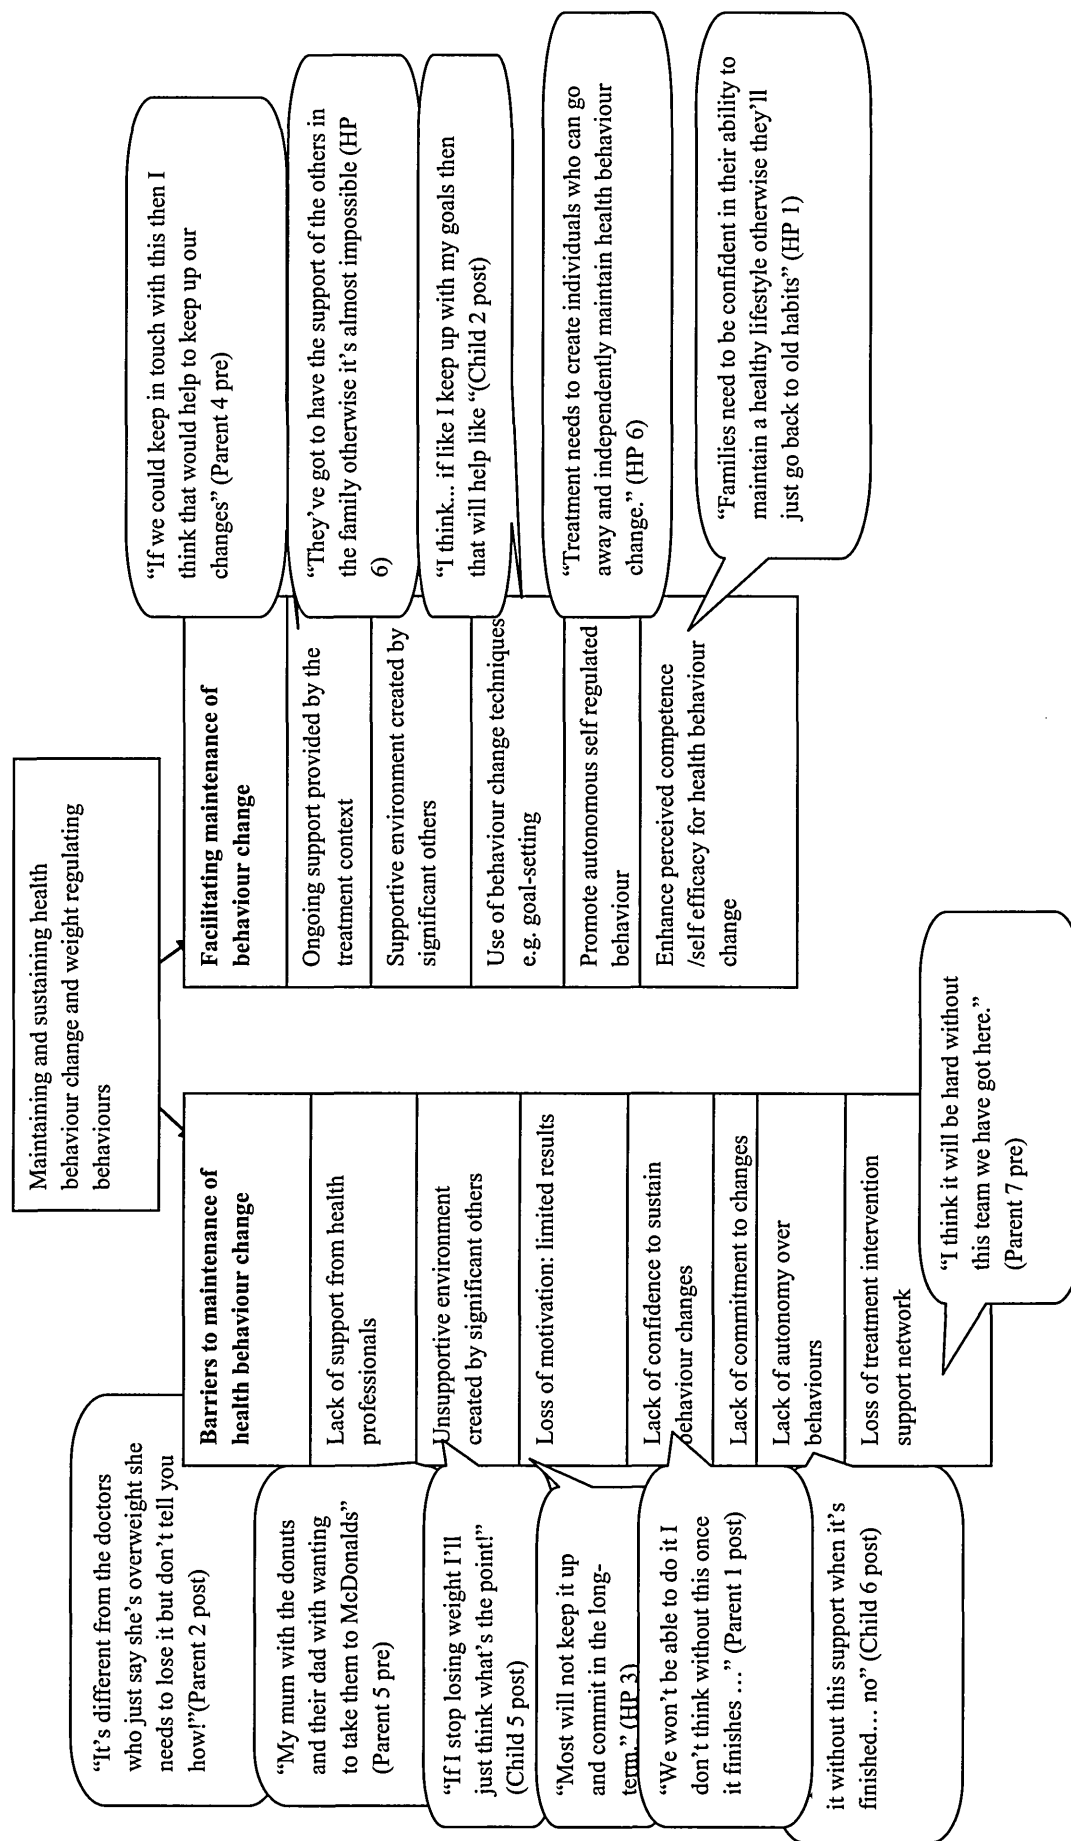 Maintaining and sustaining health
behaviour change and weight regulating
behaviours
Barriers to maintenance of
health behaviour change
Lack of support from health
professionals
Unsupportive environment
created by significant others
Loss of motivation: limited results
Lack of confidence to sustain
behaviour changes
Lack of commitment to changes
Lack of autonomy over
behaviours
Loss of treatment intervention
support network
“It’s different from the doctors
who just say she’s overweight she
needs to lose it but don’t tell you
how!”(Parent 2 post)
“My mum with the donuts
and their dad with wanting
to take them to McDonalds”
(Parent 5 pre)
“If I stop losing weight I’ll
just think what’s the point!”
(Child 5 post)
“Most will not keep it up
and commit in the long-
term.” (HP 3)
“We won’t be able to do it I
don’t think without this once
it finishes …” (Parent 1 post)
it without this support when it’s
finished… no” (Child 6 post)
“I think it will be hard without
this team we have got here.”
(Parent 7 pre)
Facilitating maintenance of
behaviour change
Ongoing support provided by the
treatment context
Supportive environment created by
significant others
Use of behaviour change techniques
e.g. goal-setting
Promote autonomous self regulated
behaviour
Enhance perceived competence
/self efficacy for health behaviour
change
“If we could keep in touch with this then I
think that would help to keep up our
changes” (Parent 4 pre)
“They’ve got to have the support of the others in
the family otherwise it’s almost impossible (HP
6)
“I think... if like I keep up with my goals then
that will help like “(Child 2 post)
“Treatment needs to create individuals who can go
away and independently maintain health behaviour
change.” (HP 6)
“Families need to be confident in their ability to
maintain a healthy lifestyle otherwise they’ll
just go back to old habits” (HP 1)